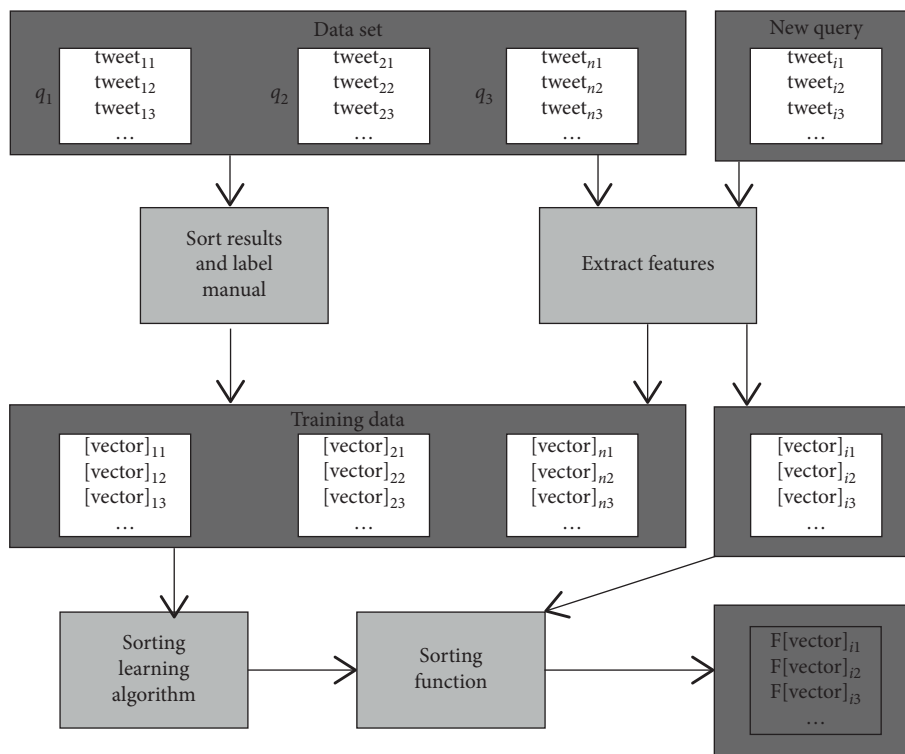 Data set
New query
q₁
tweet₁₁
tweet₁₂
tweet₁₃
...
q₂
tweet₂₁
tweet₂₂
tweet₂₃
...
q₃
tweetₙ₁
tweetₙ₂
tweetₙ₃
...
tweetᵢ₁
tweetᵢ₂
tweetᵢ₃
...
Sort results
and label
manual
Extract features
Training data
[vector]₁₁
[vector]₁₂
[vector]₁₃
...
[vector]₂₁
[vector]₂₂
[vector]₂₃
...
[vector]ₙ₁
[vector]ₙ₂
[vector]ₙ₃
...
[vector]ᵢ₁
[vector]ᵢ₂
[vector]ᵢ₃
...
Sorting
learning
algorithm
Sorting
function
F[vector]ᵢ₁
F[vector]ᵢ₂
F[vector]ᵢ₃
...